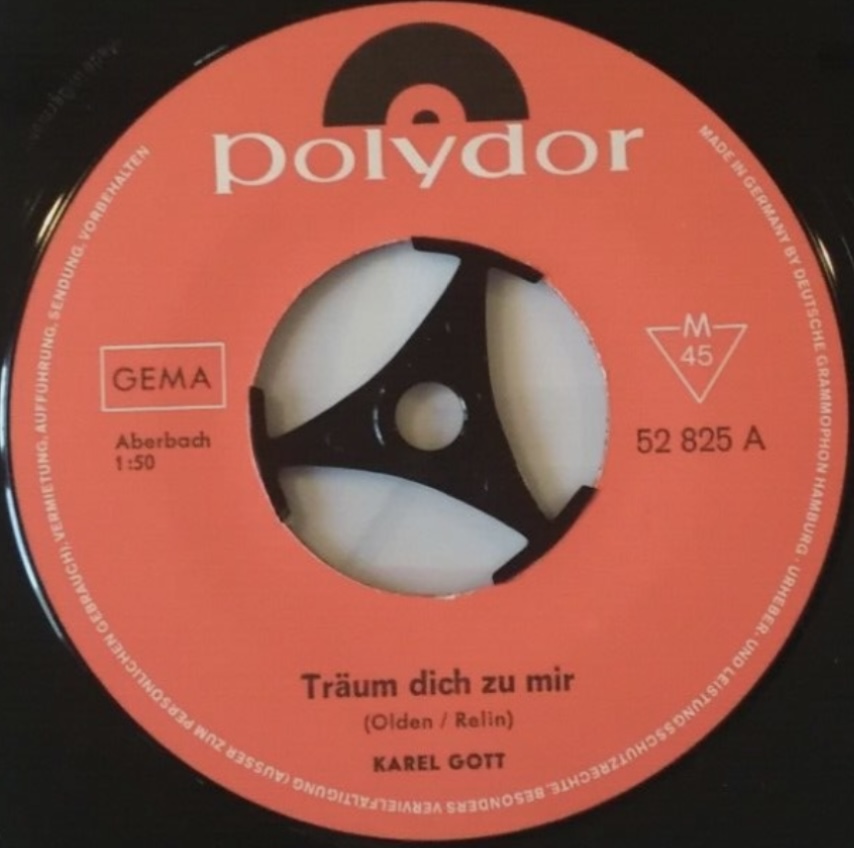 polydor
MADE IN GERMANY BY DEUTSCHE GRAMMOPHON HAMBURG · URHEBER- UND LEISTUNGSSCHUTZRECHTE, BESONDERS VERVIELFÄLTIGUNG (AUSSER ZUM PERSÖNLICHEN GEBRAUCH), VERMIETUNG, AUFFÜHRUNG, SENDUNG, VORBEHALTEN
GEMA
Aberbach
1:50
M
45
52 825 A
Träum dich zu mir
(Olden / Relin)
KAREL GOTT